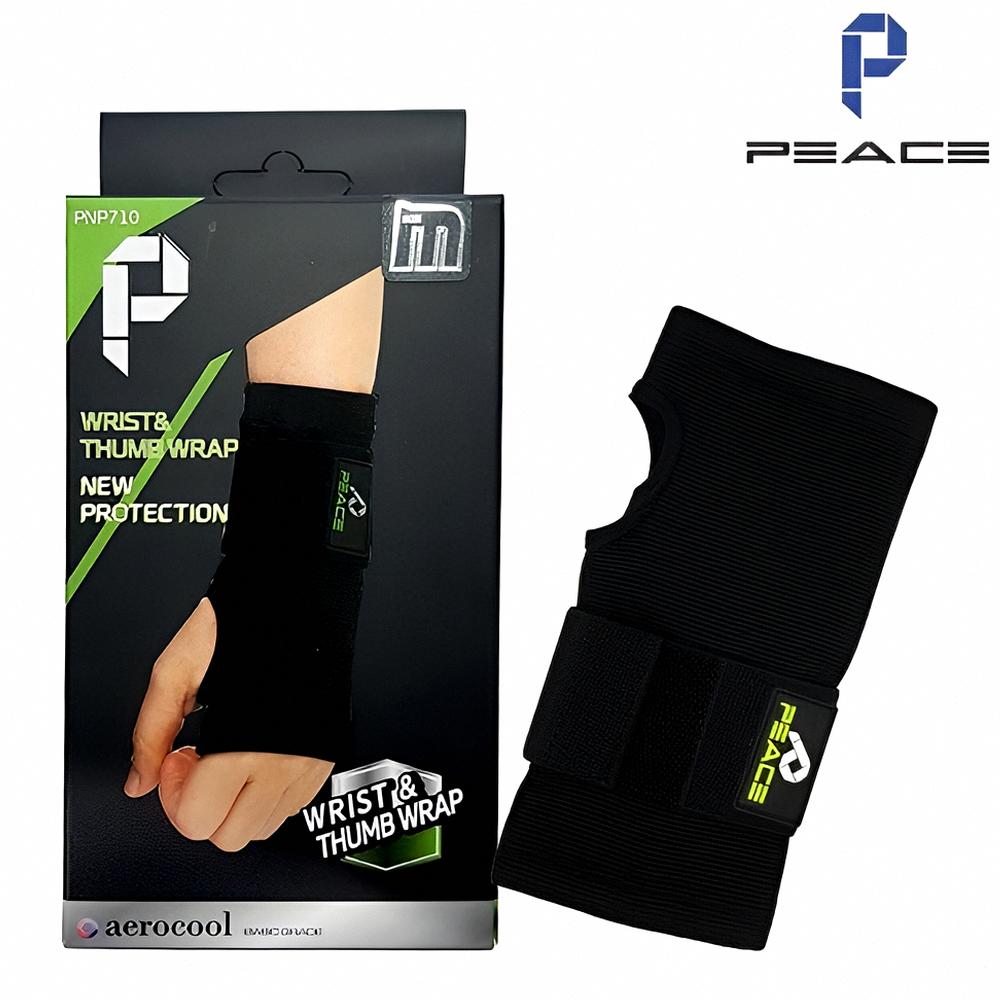 PEACE
PNP710
WRIST&
THUMB WRAP
NEW
PROTECTION
PEACE
WRIST &
THUMB WRAP
PEACE
aerocool